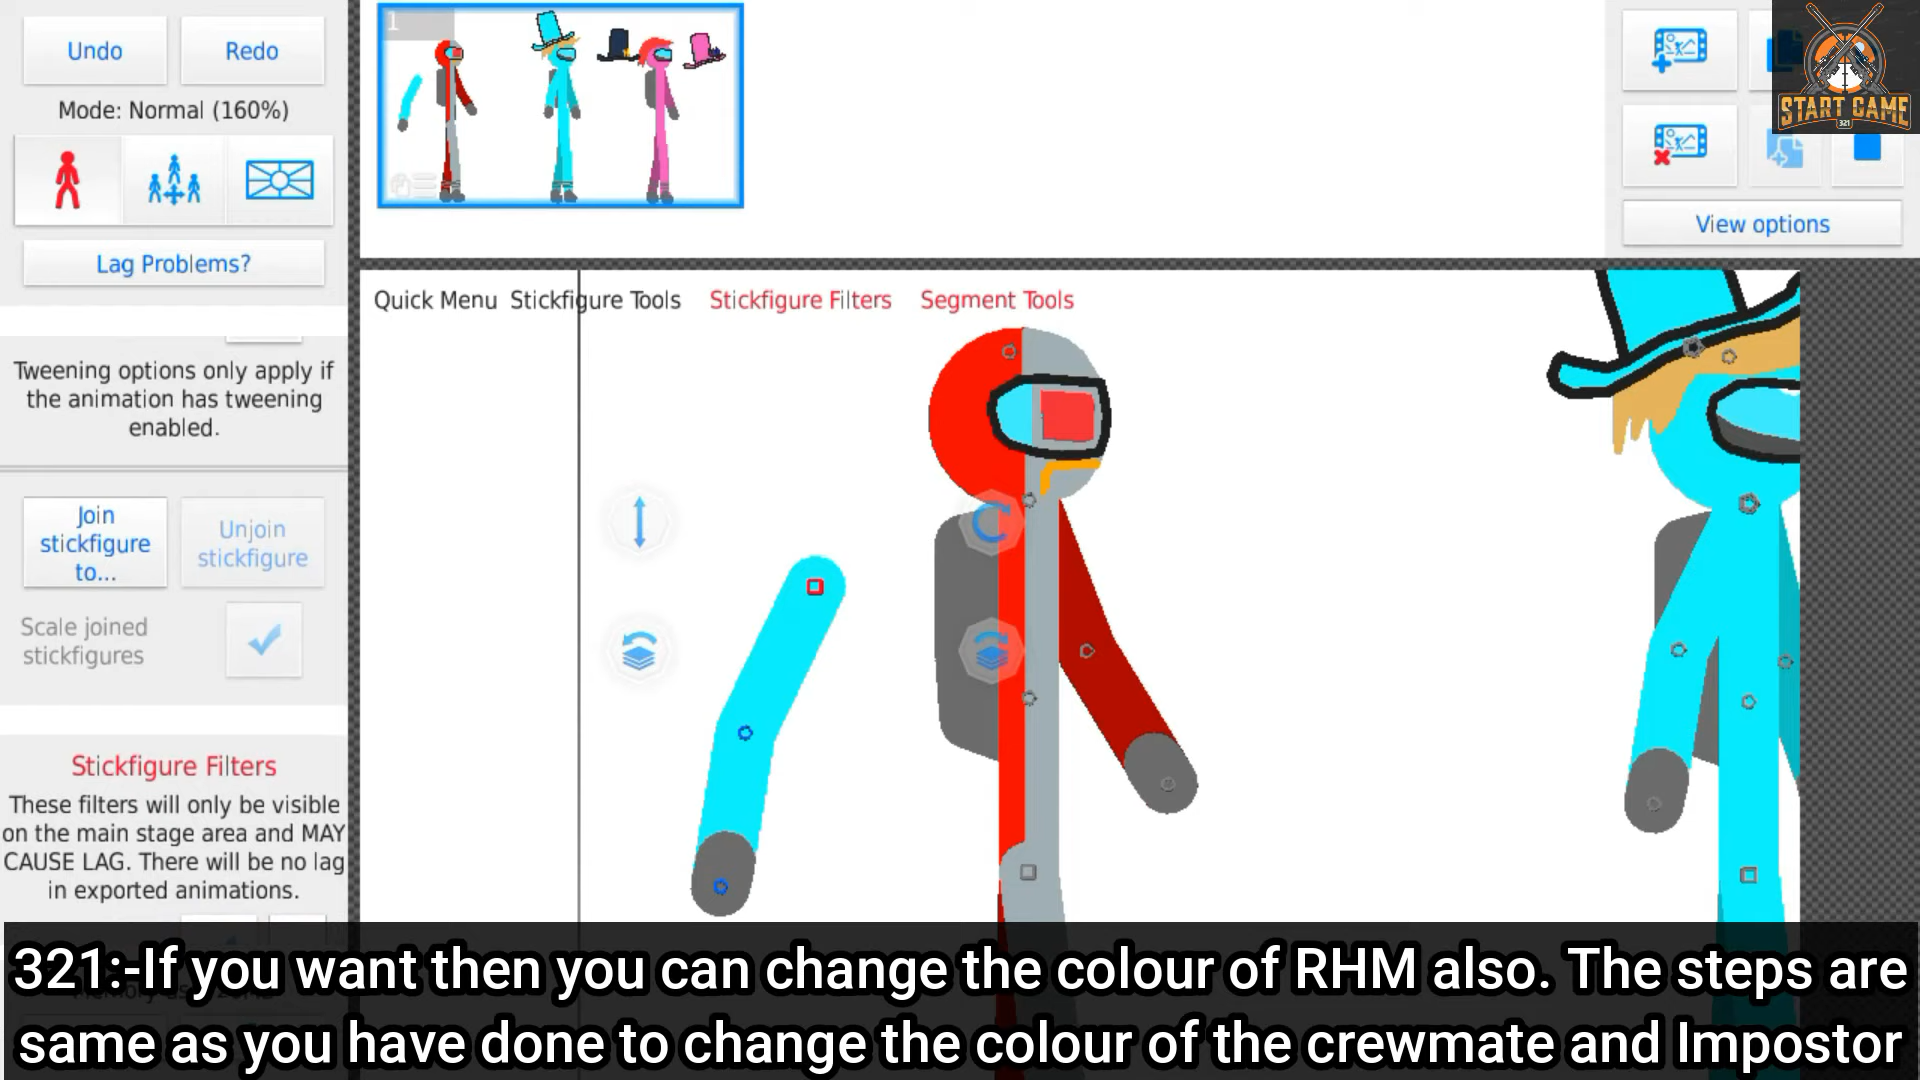 Undo
Redo
Mode: Normal (160%)
Lag Problems?
Tweening options only apply if
the animation has tweening
enabled.
Join
stickfigure
to...
Unjoin
stickfigure
Scale joined
stickfigures
Stickfigure Filters
These filters will only be visible
on the main stage area and MAY
CAUSE LAG. There will be no lag
in exported animations.
1
View options
START GAME
321
Quick Menu Stickfigure Tools Stickfigure Filters Segment Tools
321:-If you want then you can change the colour of RHM also. The steps are
same as you have done to change the colour of the crewmate and Impostor